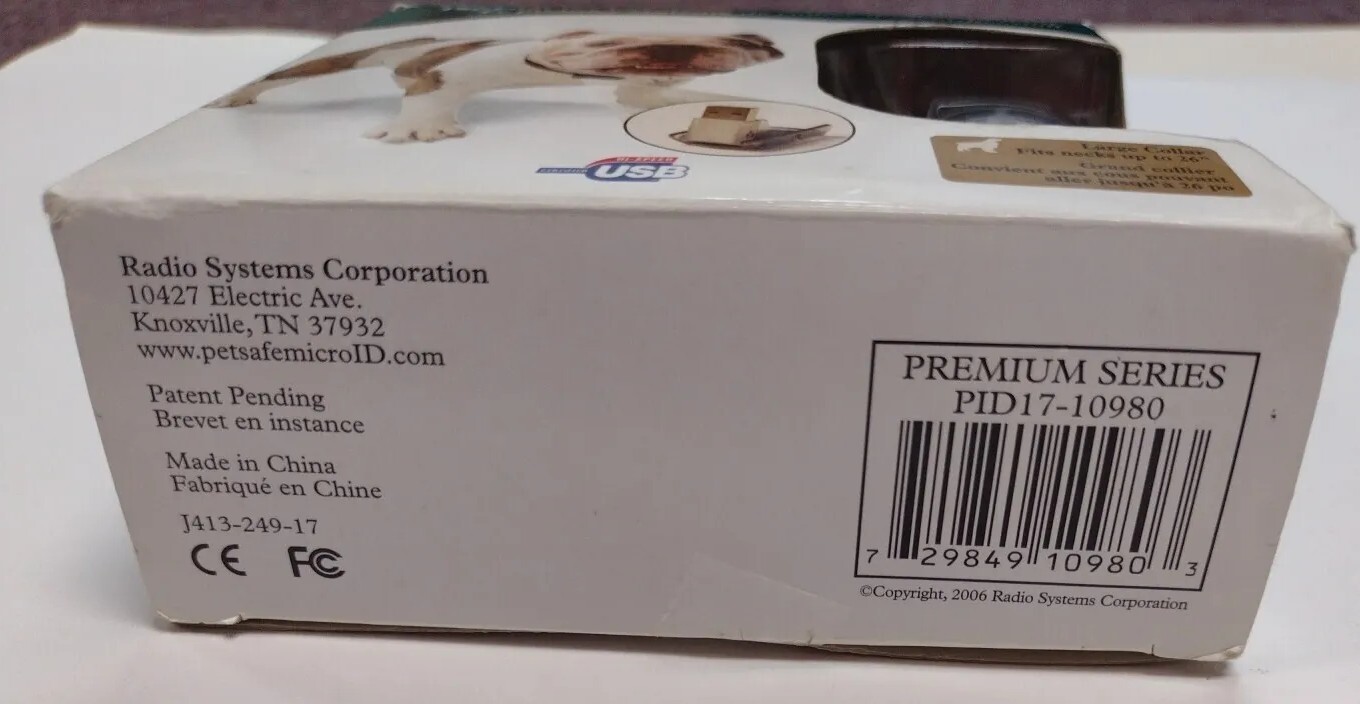 HI-SPEED
CERTIFIED
USB
Large Collar
Fits necks up to 26"
Grand collier
Convient aux cous pouvant
aller jusqu'à 26 po
Radio Systems Corporation
10427 Electric Ave.
Knoxville, TN 37932
www.petsafemicroID.com
Patent Pending
Brevet en instance
Made in China
Fabriqué en Chine
J413-249-17
CE FC
PREMIUM SERIES
PID17-10980
7 29849 10980 3
©Copyright, 2006 Radio Systems Corporation